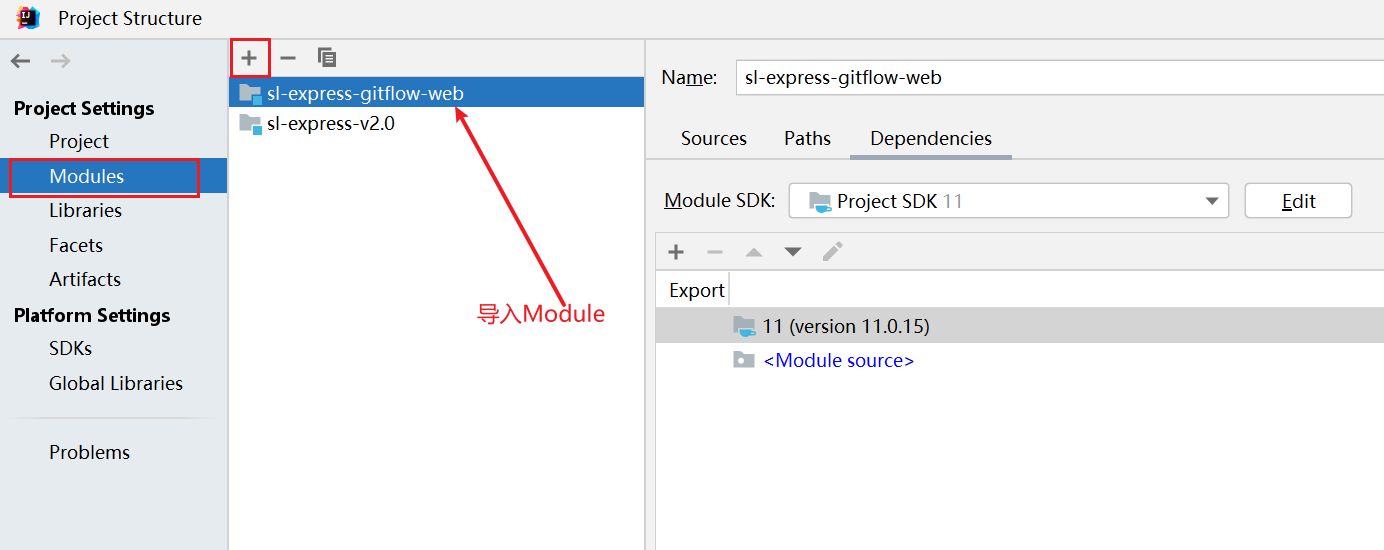 Project Structure
Project Settings
Project
Modules
Libraries
Facets
Artifacts
Platform Settings
SDKs
Global Libraries
Problems
sl-express-gitflow-web
sl-express-v2.0
导入Module
Name: sl-express-gitflow-web
Sources Paths Dependencies
Module SDK: Project SDK 11 Edit
Export
11 (version 11.0.15)
<Module source>